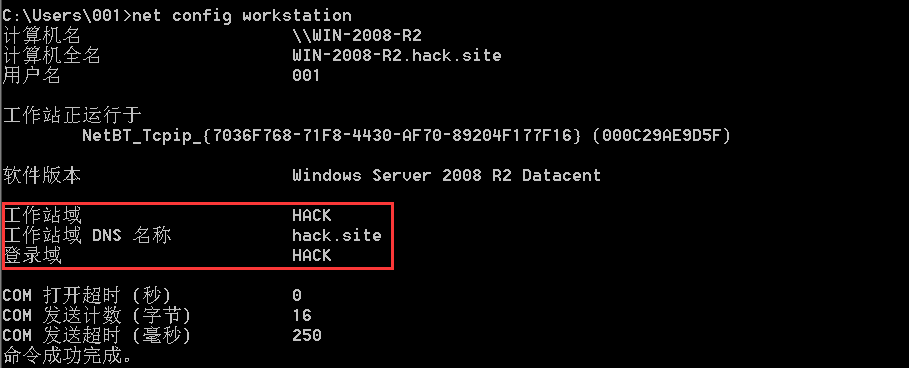 C:\Users\001>net config workstation
计算机名 \\WIN-2008-R2
计算机全名 WIN-2008-R2.hack.site
用户名 001
工作站正运行于
NetBT_Tcpip_{7036F768-71F8-4430-AF70-89204F177F16} (000C29AE9D5F)
软件版本 Windows Server 2008 R2 Datacent
工作站域 HACK
工作站域 DNS 名称 hack.site
登录域 HACK
COM 打开超时 (秒) 0
COM 发送计数 (字节) 16
COM 发送超时 (毫秒) 250
命令成功完成。